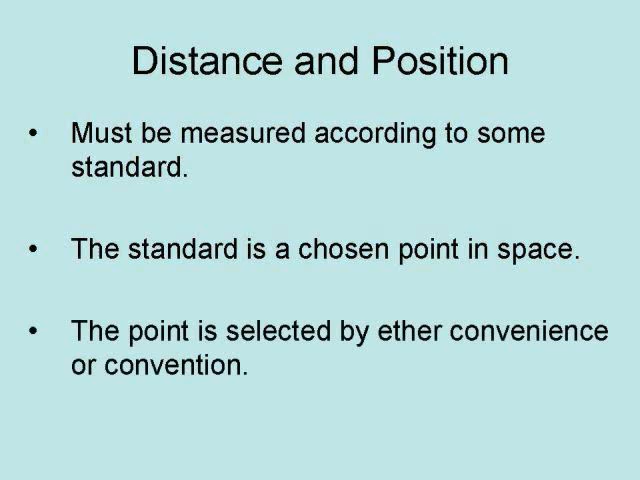 Distance and Position
• Must be measured according to some
standard.
• The standard is a chosen point in space.
• The point is selected by ether convenience
or convention.